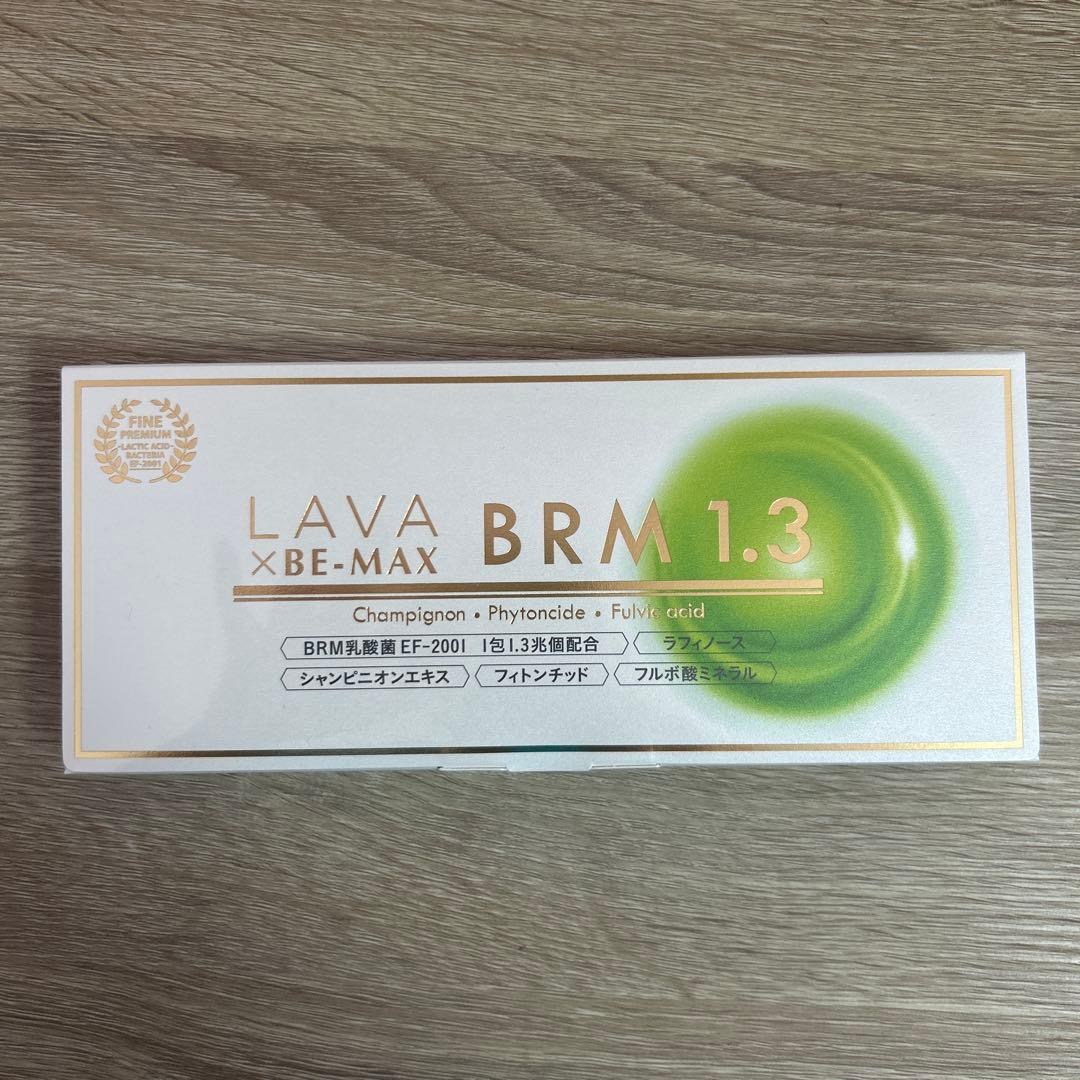 FINE
PREMIUM
-LACTIC ACID-
BACTERIA
EF-2001
LAVA
×BE-MAX
BRM 1.3
Champignon • Phytoncide • Fulvic acid
BRM乳酸菌 EF-2001 1包1.3兆個配合
ラフィノース
シャンピニオンエキス
フィトンチッド
フルボ酸ミネラル